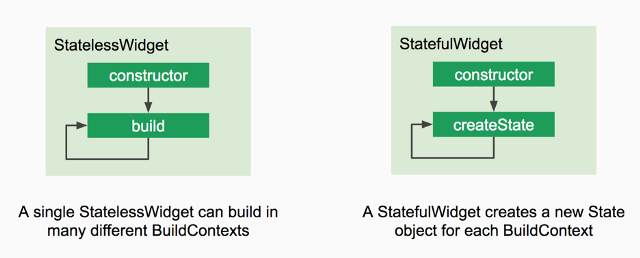 StatelessWidget
constructor
build
A single StatelessWidget can build in
many different BuildContexts
StatefulWidget
constructor
createState
A StatefulWidget creates a new State
object for each BuildContext